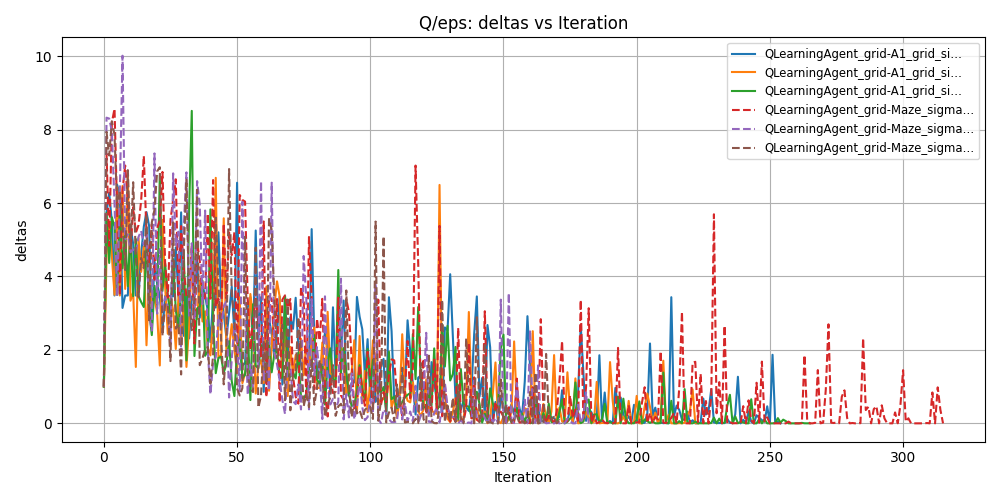 Q/eps: deltas vs Iteration
QLearningAgent_grid-A1_grid_si...
QLearningAgent_grid-A1_grid_si...
QLearningAgent_grid-A1_grid_si...
QLearningAgent_grid-Maze_sigma...
QLearningAgent_grid-Maze_sigma...
QLearningAgent_grid-Maze_sigma...
deltas
10
8
6
4
2
0
0 50 100 150 200 250 300
Iteration